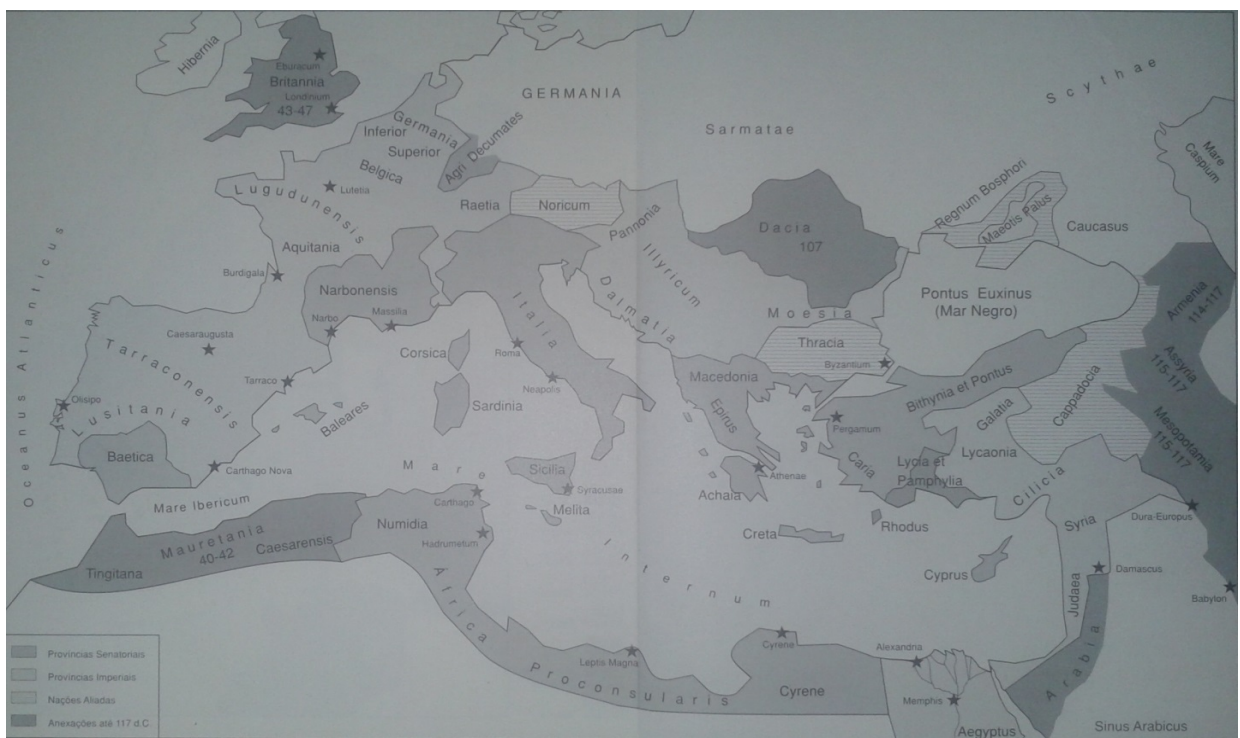 Hibernia
Eburacum
Britannia
Londinium
43-47
GERMANIA
Scythae
Sarmatae
Mare
Caspium
Germania
Inferior
Superior
Belgica
Agri Decumates
Lutetia
Lugudunensis
Raetia
Noricum
Pannonia
Dacia
107
Regnum Bosphori
Maeotis Palus
Caucasus
Aquitania
Burdigala
Illyricum
Dalmatia
Oceanus Atlanticus
Narbonensis
Narbo
Massilia
Italia
Pontus Euxinus
(Mar Negro)
Armenia
114-117
Moesia
Thracia
Byzantium
Caesaraugusta
Corsica
Roma
Neapolis
Assyria
115-117
Tarraconensis
Tarraco
Macedonia
Bithynia et Pontus
Cappadocia
Olisipo
Lusitania
Baleares
Sardinia
Epirus
Pergamum
Galatia
Mesopotamia
115-117
Baetica
Carthago Nova
Mare
Internum
Sicilia
Syracutiae
Melita
Athenae
Achaia
Caria
Lycia et
Pamphylia
Lycaonia
Cilicia
Mare Ibericum
Carthago
Numidia
Hadrumetum
Creta
Rhodus
Syria
Dura-Europus
Mauretania
40-42
Caesarensis
Tingitana
Cyprus
Damascus
Judaea
Babylon
África Proconsularis
Leptis Magna
Cyrene
Cyrene
Alexandria
Memphis
Aegyptus
Arabia
Sinus Arabicus
Províncias Senatoriais
Províncias Imperiais
Nações Aliadas
Anexações até 117 d.C.